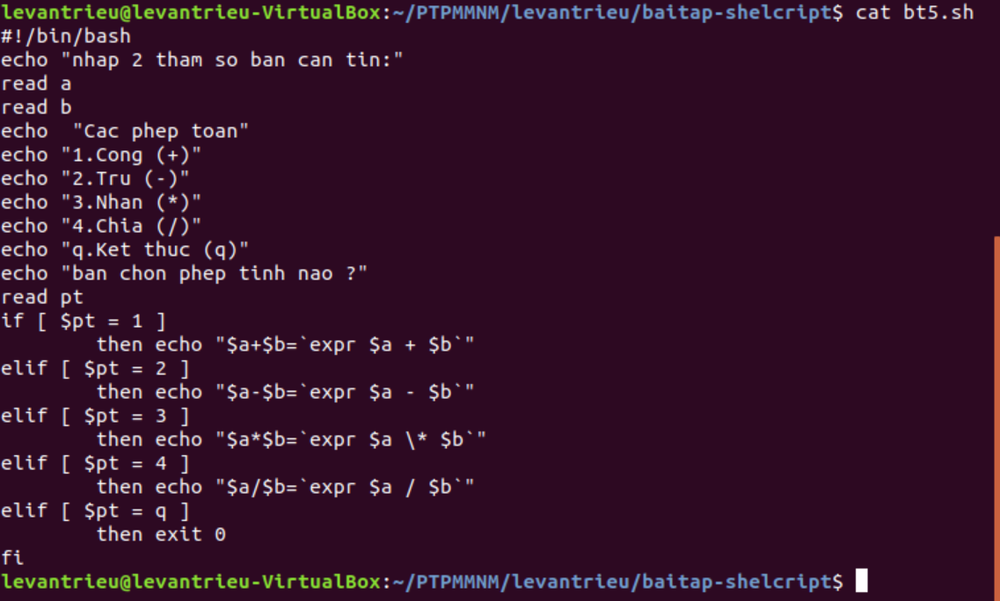 levantrieu@levantrieu-VirtualBox:~/PTPMMNM/levantrieu/baitap-shelcript$ cat bt5.sh
#!/bin/bash
echo "nhap 2 tham so ban can tin:"
read a
read b
echo  "Cac phep toan"
echo "1.Cong (+)"
echo "2.Tru (-)"
echo "3.Nhan (*)"
echo "4.Chia (/)"
echo "q.Ket thuc (q)"
echo "ban chon phep tinh nao ?"
read pt
if [ $pt = 1 ]
        then echo "$a+$b=`expr $a + $b`"
elif [ $pt = 2 ]
        then echo "$a-$b=`expr $a - $b`"
elif [ $pt = 3 ]
        then echo "$a*$b=`expr $a \* $b`"
elif [ $pt = 4 ]
        then echo "$a/$b=`expr $a / $b`"
elif [ $pt = q ]
        then exit 0
fi
levantrieu@levantrieu-VirtualBox:~/PTPMMNM/levantrieu/baitap-shelcript$